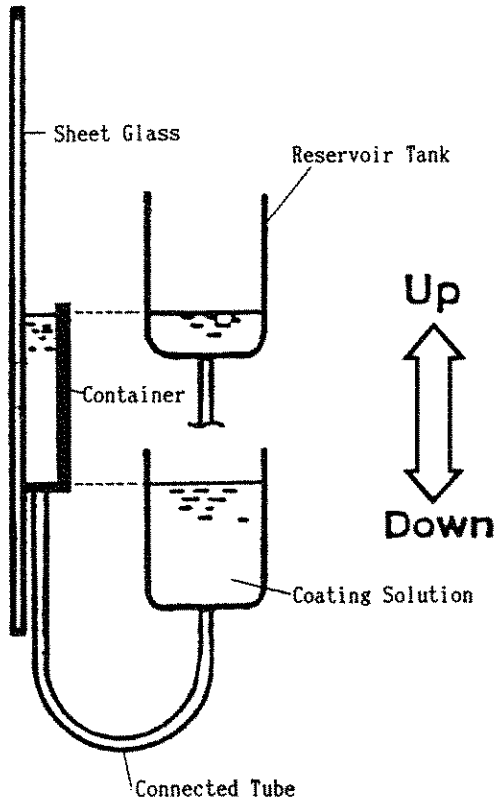 Sheet Glass
Reservoir Tank
Up
Container
Down
Coating Solution
Connected Tube